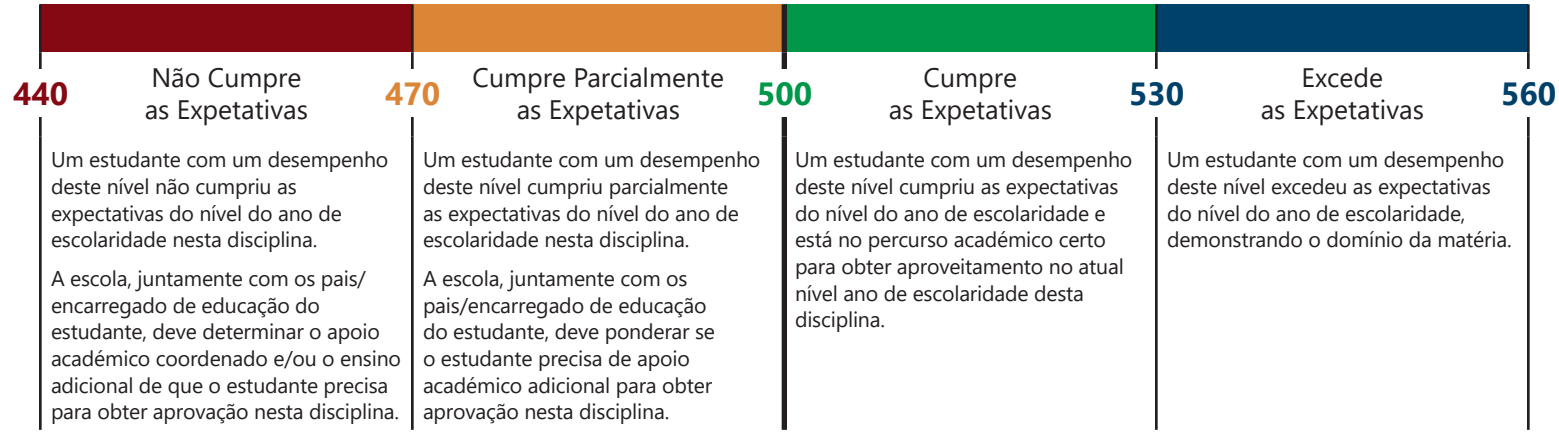 440
Não Cumpre
as Expetativas
470
Cumpre Parcialmente
as Expetativas
500
Cumpre
as Expetativas
530
Excede
as Expetativas
560
Um estudante com um desempenho
deste nível não cumpriu as
expectativas do nível do ano de
escolaridade nesta disciplina.
A escola, juntamente com os pais/
encarregado de educação do
estudante, deve determinar o apoio
académico coordenado e/ou o ensino
adicional de que o estudante precisa
para obter aprovação nesta disciplina.
Um estudante com um desempenho
deste nível cumpriu parcialmente
as expectativas do nível do ano de
escolaridade nesta disciplina.
A escola, juntamente com os
pais/encarregado de educação
do estudante, deve ponderar se
o estudante precisa de apoio
académico adicional para obter
aprovação nesta disciplina.
Um estudante com um desempenho
deste nível cumpriu as expectativas
do nível do ano de escolaridade e
está no percurso académico certo
para obter aproveitamento no atual
nível ano de escolaridade desta
disciplina.
Um estudante com um desempenho
deste nível excedeu as expectativas
do nível do ano de escolaridade,
demonstrando o domínio da matéria.